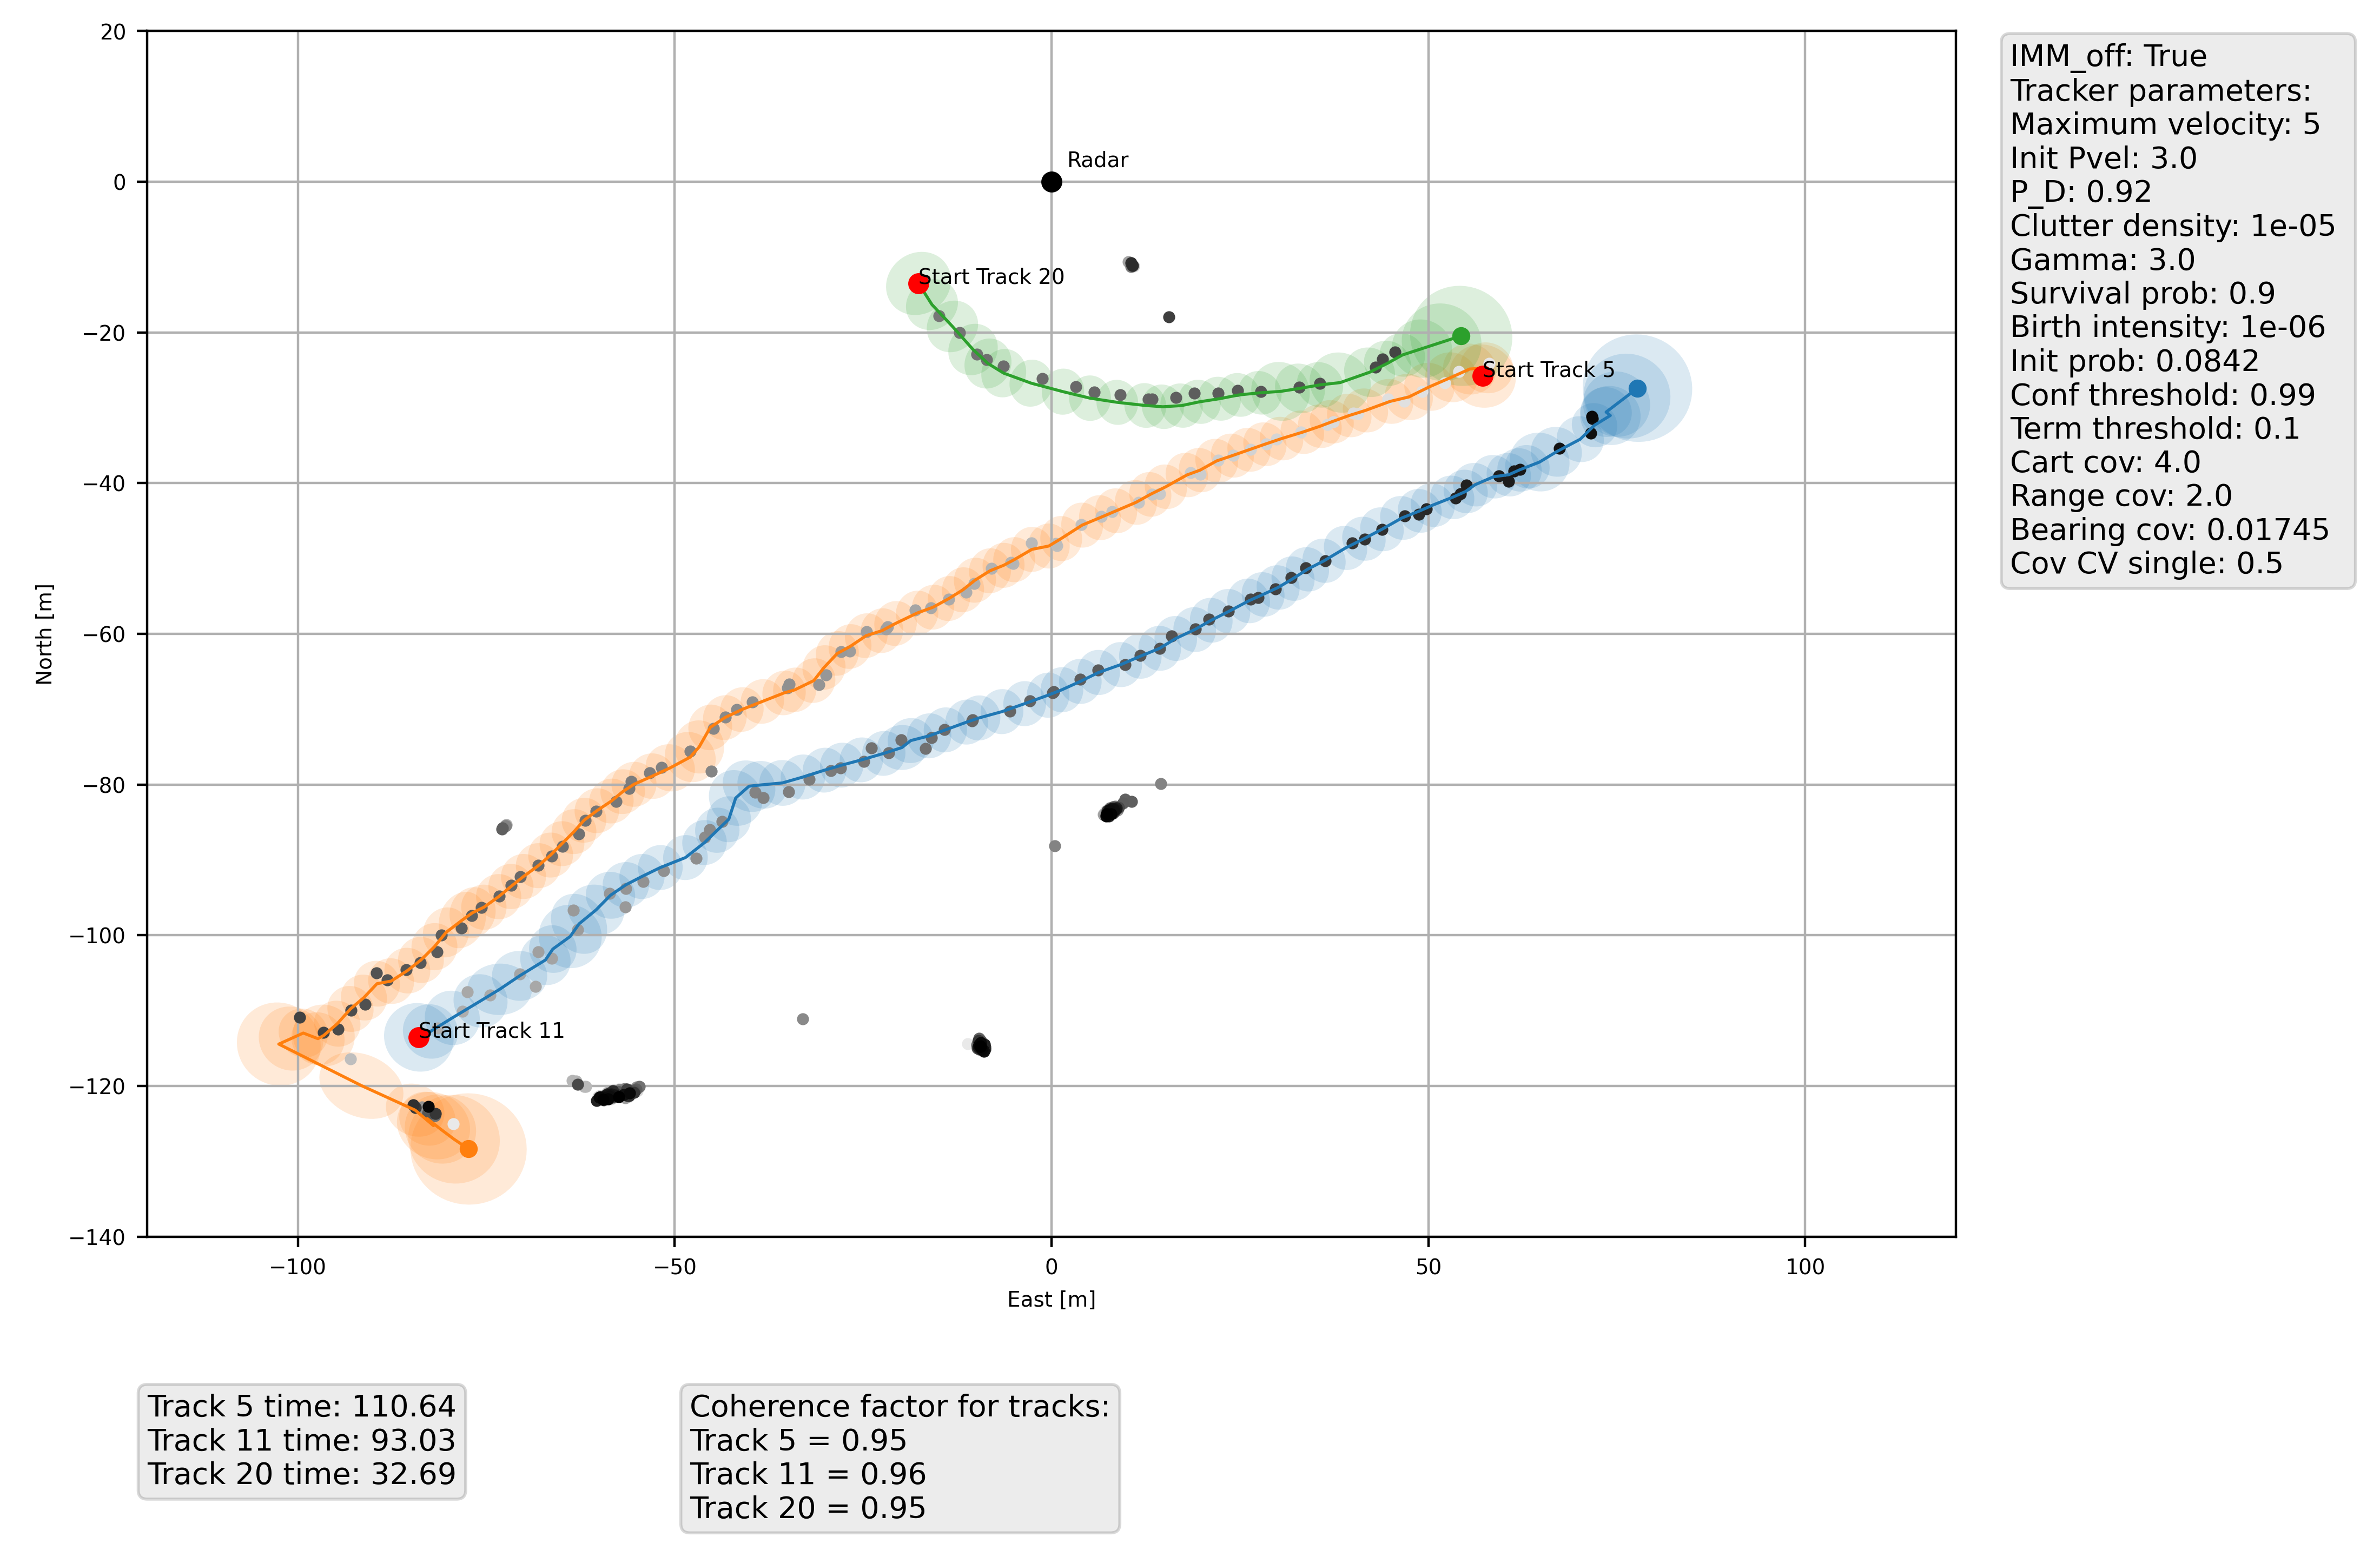 20
0
−20
−40
−60
−80
−100
−120
−140
North [m]
−100
−50
0
50
100
East [m]
Radar
Start Track 20
Start Track 5
Start Track 11
IMM_off: True
Tracker parameters:
Maximum velocity: 5
Init Pvel: 3.0
P_D: 0.92
Clutter density: 1e-05
Gamma: 3.0
Survival prob: 0.9
Birth intensity: 1e-06
Init prob: 0.0842
Conf threshold: 0.99
Term threshold: 0.1
Cart cov: 4.0
Range cov: 2.0
Bearing cov: 0.01745
Cov CV single: 0.5
Track 5 time: 110.64
Track 11 time: 93.03
Track 20 time: 32.69
Coherence factor for tracks:
Track 5 = 0.95
Track 11 = 0.96
Track 20 = 0.95